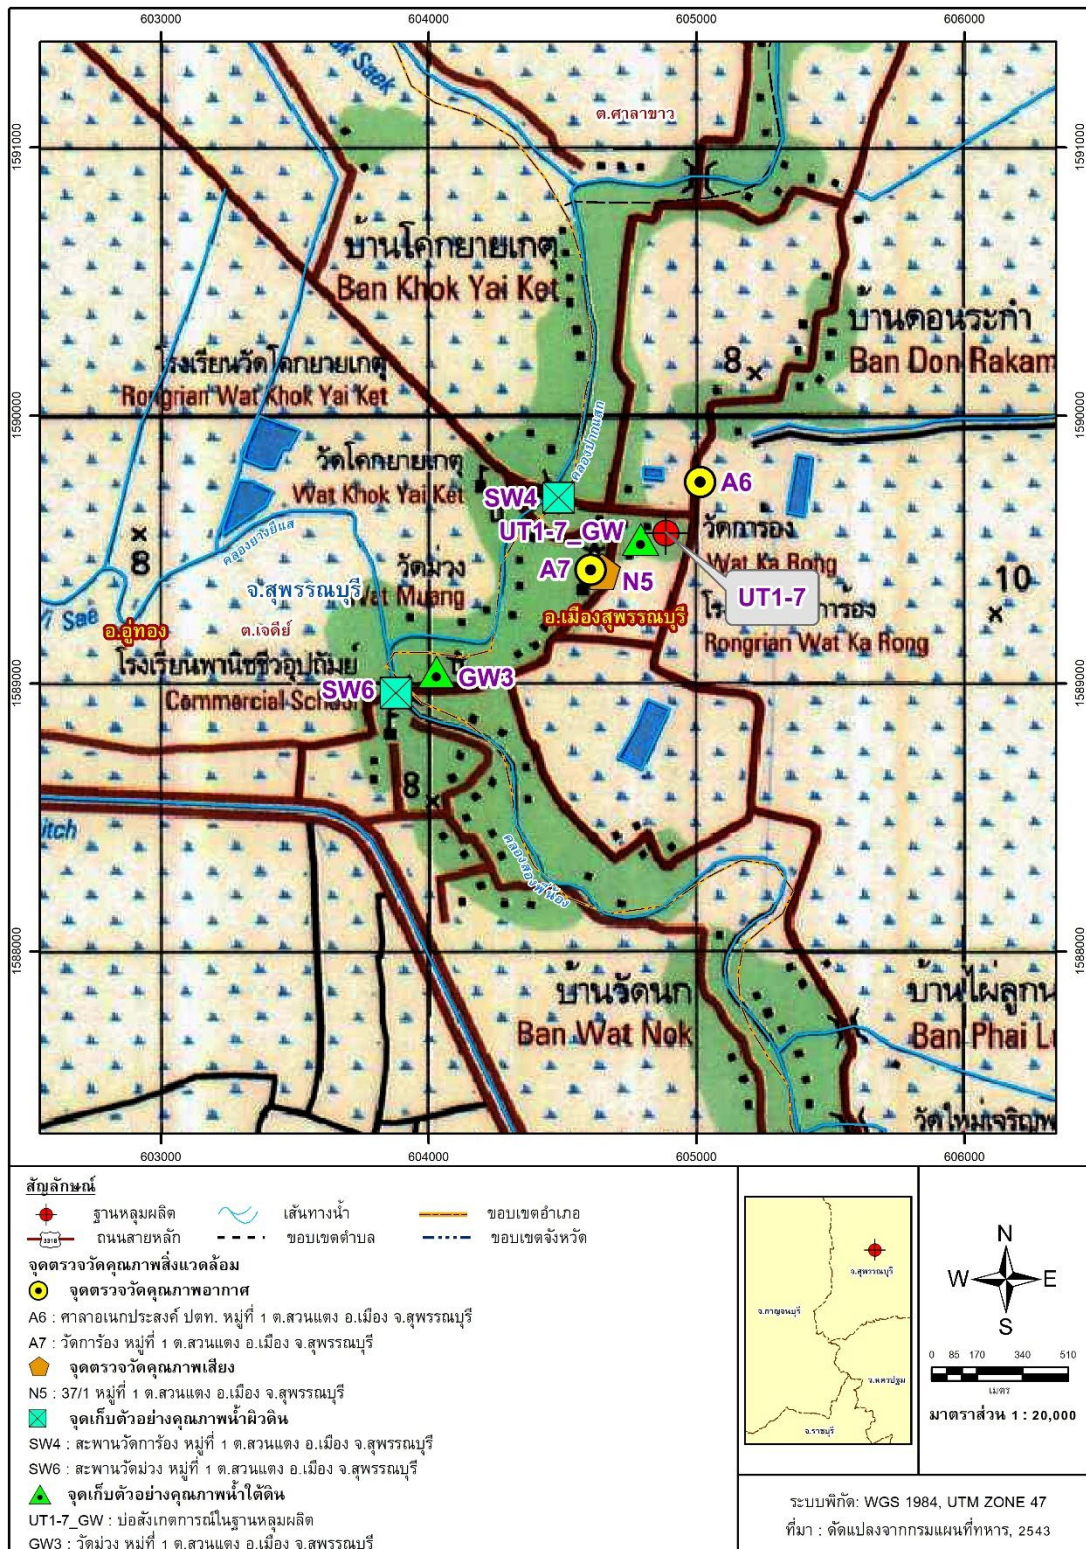 603000 604000 605000 606000
1591000 1591000
ต.ศาลาขาว
บ้านโคกยายเกตุ
Ban Khok Yai Ket
บ้านดอนระกำ
Ban Don Rakam
8
โรงเรียนวัดโคกยายเกตุ
Rongrian Wat Khok Yai Ket
1590000 1590000
คลองปากแสก
วัดโคกยายเกตุ
Wat Khok Yai Ket
SW4
A6
UT1-7_GW
วัดการอง
Wat Ka Rong
8
A7
N5
UT1-7
10
วัดม่วง
Wat Muang
จ.สุพรรณบุรี
อ.อู่ทอง
ต.เจดีย์
อ.เมืองสุพรรณบุรี
Rongrian Wat Ka Rong
Commercial School
GW3
SW6
1589000 1589000
8
itch
คลองสองพี่น้อง
1588000 1588000
บ้านวัดนก
Ban Wat Nok
บ้านไผ่ลูกน
Ban Phai L
วัดใหม่เจริญพ
603000 604000 605000 606000
สัญลักษณ์
ฐานหลุมผลิต เส้นทางน้ำ ขอบเขตอำเภอ
3318 ถนนสายหลัก ขอบเขตตำบล ขอบเขตจังหวัด
จุดตรวจวัดคุณภาพสิ่งแวดล้อม
จุดตรวจวัดคุณภาพอากาศ
A6 : ศาลาอเนกประสงค์ ปตท. หมู่ที่ 1 ต.สวนแตง อ.เมือง จ.สุพรรณบุรี
A7 : วัดการ้อง หมู่ที่ 1 ต.สวนแตง อ.เมือง จ.สุพรรณบุรี
จุดตรวจวัดคุณภาพเสียง
N5 : 37/1 หมู่ที่ 1 ต.สวนแตง อ.เมือง จ.สุพรรณบุรี
จุดเก็บตัวอย่างคุณภาพน้ำผิวดิน
SW4 : สะพานวัดการ้อง หมู่ที่ 1 ต.สวนแตง อ.เมือง จ.สุพรรณบุรี
SW6 : สะพานวัดม่วง หมู่ที่ 1 ต.สวนแตง อ.เมือง จ.สุพรรณบุรี
จุดเก็บตัวอย่างคุณภาพน้ำใต้ดิน
UT1-7_GW : บ่อสังเกตการณ์ในฐานหลุมผลิต
GW3 : วัดม่วง หมู่ที่ 1 ต.สวนแตง อ.เมือง จ.สุพรรณบุรี
จ.สุพรรณบุรี
จ.กาญจนบุรี
จ.นครปฐม
จ.ราชบุรี
N
W E
S
0 85 170 340 510
เมตร
มาตราส่วน 1 : 20,000
ระบบพิกัด: WGS 1984, UTM ZONE 47
ที่มา : ดัดแปลงจากกรมแผนที่ทหาร, 2543